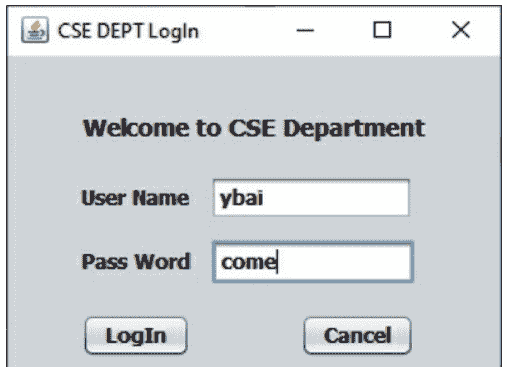 CSE DEPT LogIn
Welcome to CSE Department
User Name ybai
Pass Word come
LogIn Cancel